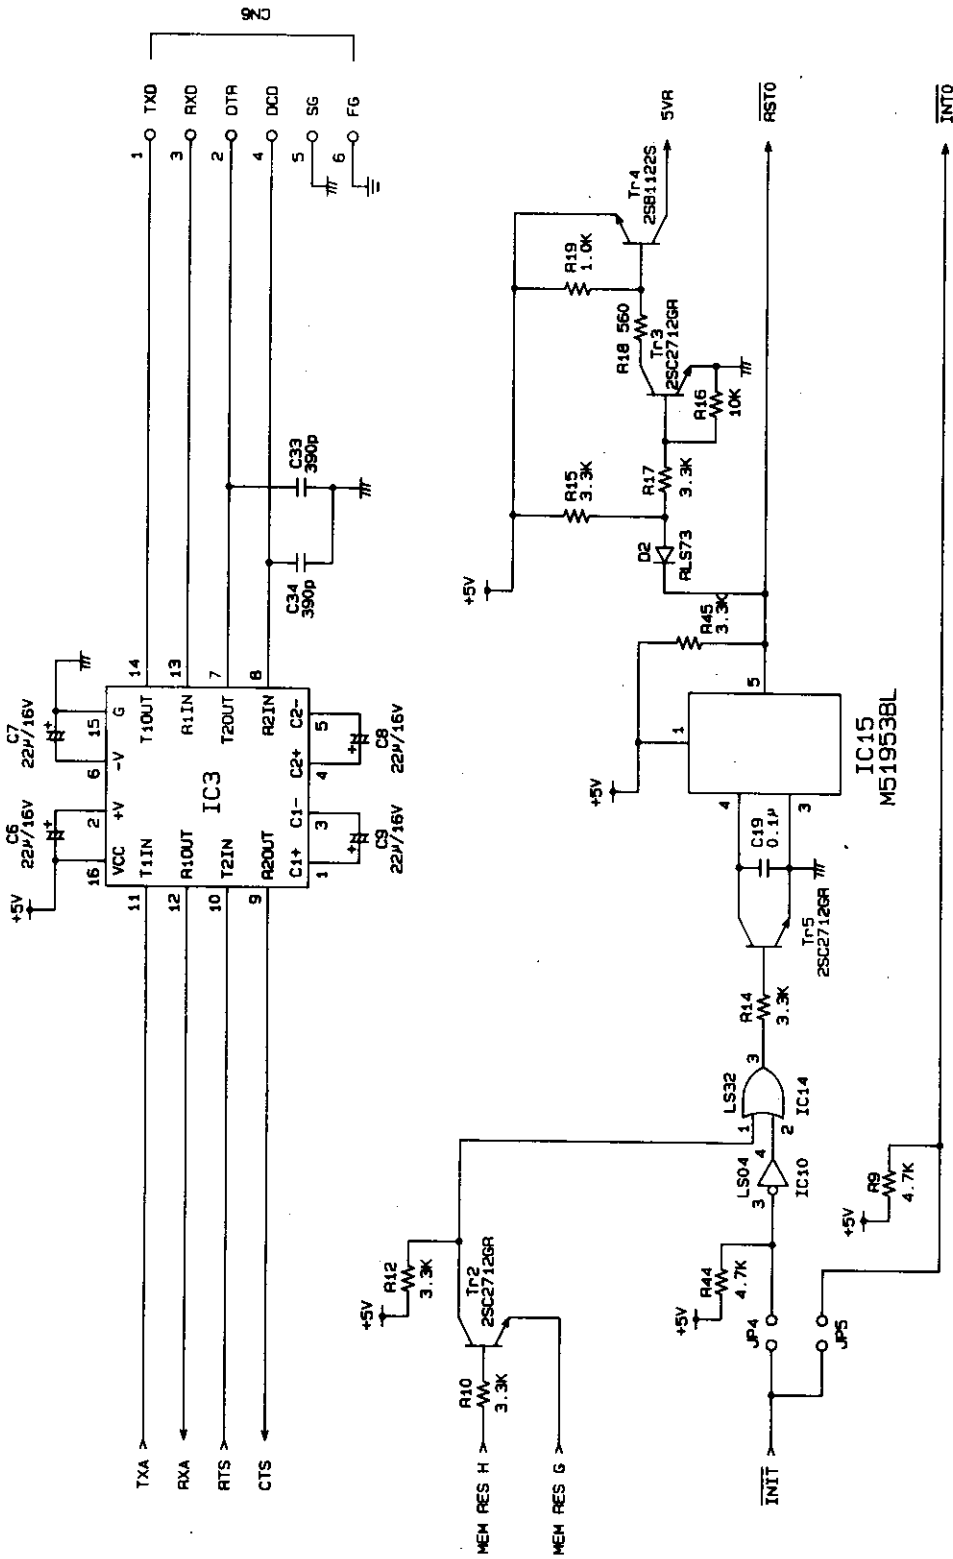 CN6
1 TXD
3 RXD
2 DTR
4 DCD
5 SG
6 FG
C33
390p
C34
390p
C7
22μ/16V
+
C6
22μ/16V
+
+5V
16 VCC
2 +V
6 -V
15 G
IC3
TXA
11 T1IN
T1OUT 14
RXA
12 R1OUT
R1IN 13
RTS
10 T2IN
T2OUT 7
CTS
9 R2OUT
R2IN 8
C1+ 1
C1- 3
C2+ 4
C2- 5
+
C9
22μ/16V
+
C8
22μ/16V
+5V
R15
3.3K
R19
1.0K
Tr4
2SB1122S
5VR
R18 560
Tr3
2SC2712GR
R16
10K
R17
3.3K
D2
RLS73
R45
3.3K
RST0
+5V
1
5
4
3
IC15
M51953BL
C19
0.1μ
Tr5
2SC2712GR
R14
3.3K
LS32
1
2
3
IC14
LS04
3
4
IC10
+5V
R12
3.3K
Tr2
2SC2712GR
R10
3.3K
MEM RES H
MEM RES G
+5V
R44
4.7K
JP4
JP5
INIT
+5V
R9
4.7K
INT0